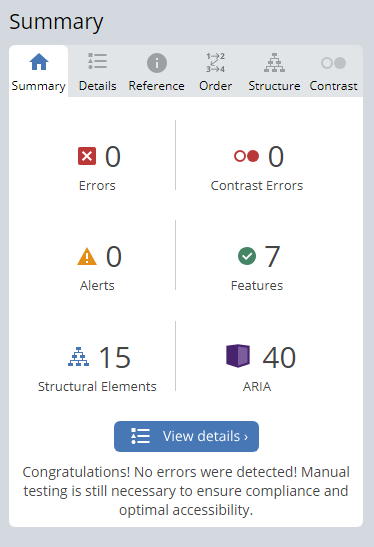 Summary
Summary Details Reference Order Structure Contrast
1→2
3→4
0 0
Errors Contrast Errors
0 7
Alerts Features
15 40
Structural Elements ARIA
View details ›
Congratulations! No errors were detected! Manual
testing is still necessary to ensure compliance and
optimal accessibility.